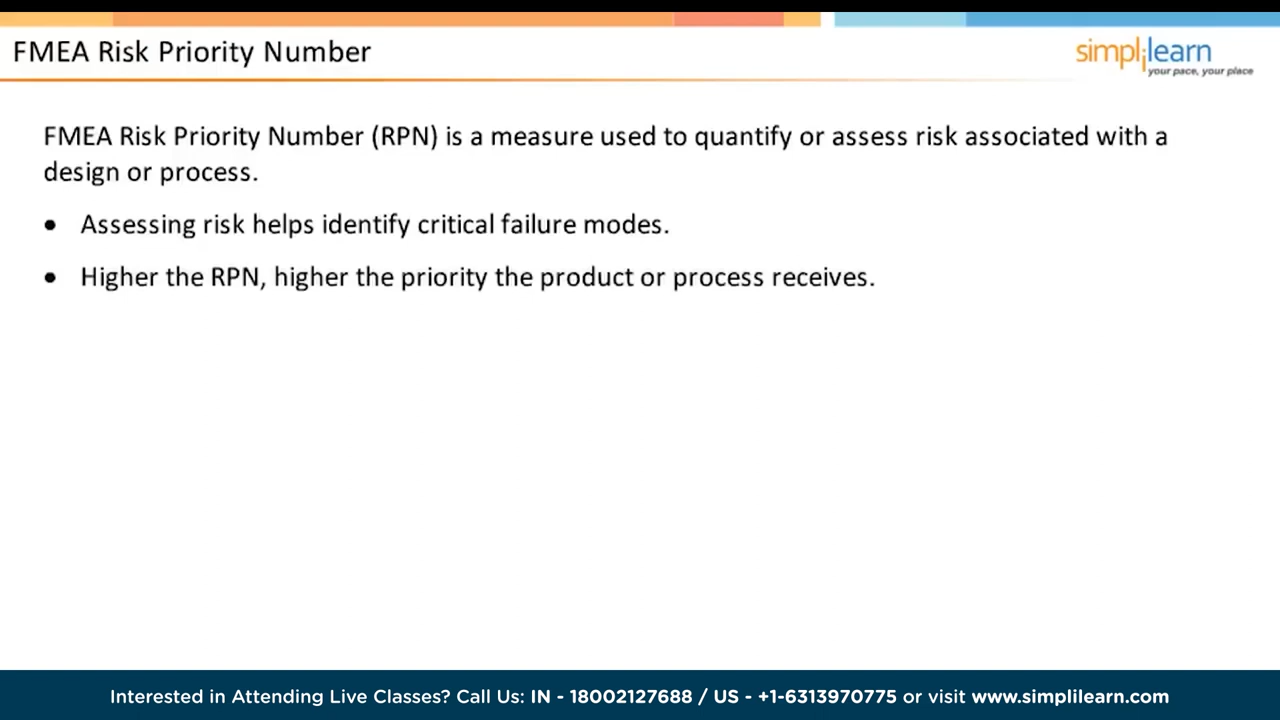 FMEA Risk Priority Number
simplilearn
your pace, your place
FMEA Risk Priority Number (RPN) is a measure used to quantify or assess risk associated with a
design or process.
• Assessing risk helps identify critical failure modes.
• Higher the RPN, higher the priority the product or process receives.
Interested in Attending Live Classes? Call Us: IN - 18002127688 / US - +1-6313970775 or visit www.simplilearn.com